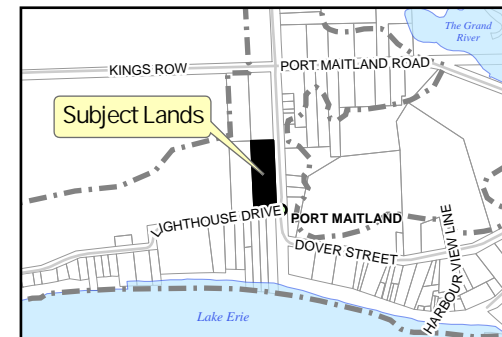 The Grand
River
KINGS ROW
PORT MAITLAND ROAD
Subject Lands
LIGHTHOUSE DRIVE
PORT MAITLAND
DOVER STREET
HARBOUR VIEW LINE
Lake Erie